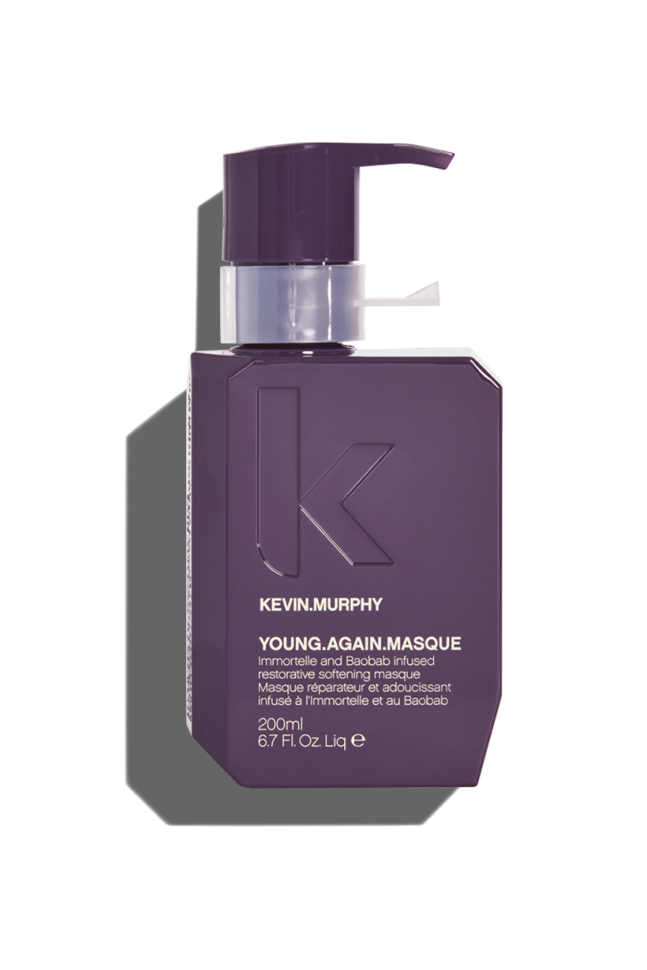 KEVIN.MURPHY
YOUNG.AGAIN.MASQUE
Immortelle and Baobab infused
restorative softening masque
Masque réparateur et adoucissant
infusé à l'Immortelle et au Baobab
200ml
6.7 Fl. Oz. Liq e